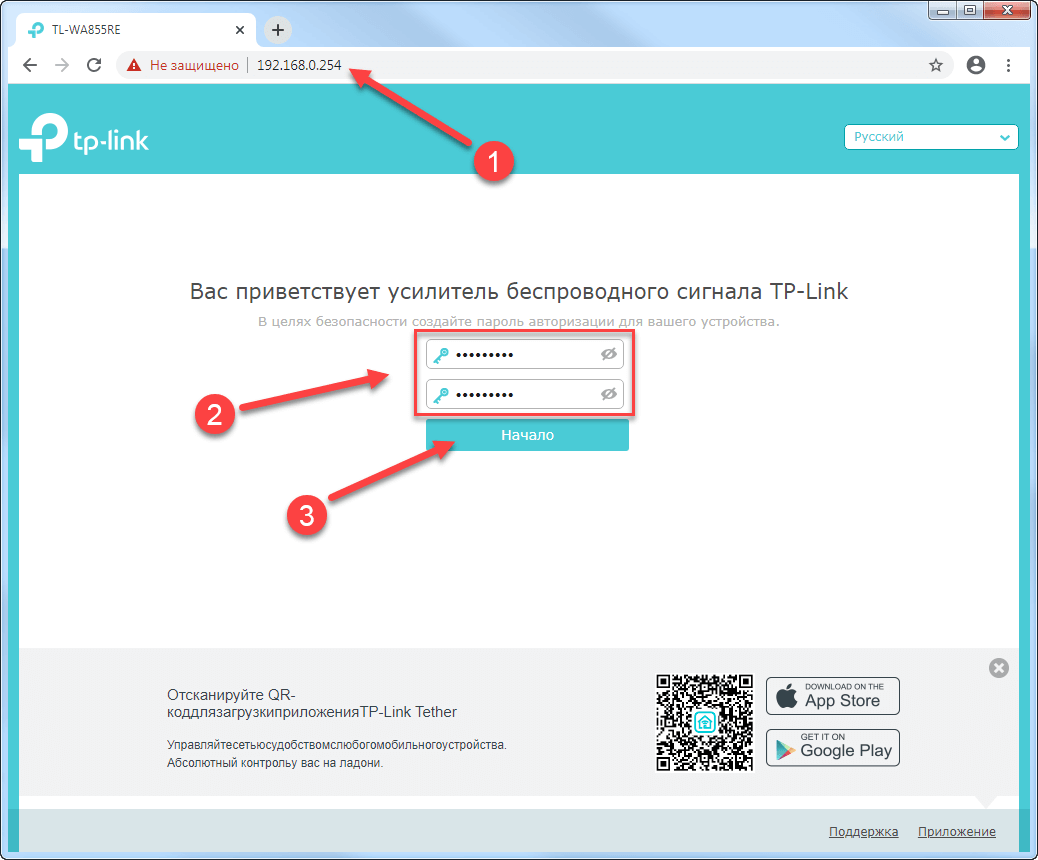 TL-WA855RE
Не защищено 192.168.0.254
tp-link
Русский
1
Вас приветствует усилитель беспроводного сигнала TP-Link
В целях безопасности создайте пароль авторизации для вашего устройства.
•••••••••
2
•••••••••
Начало
3
Отсканируйте QR-
коддлязагрузкиприложенияTP-Link Tether
Управляйтесетьюсудобствомслюбогомобильногоустройства.
Абсолютный контрольу вас на ладони.
DOWNLOAD ON THE
App Store
GET IT ON
Google Play
Поддержка Приложение